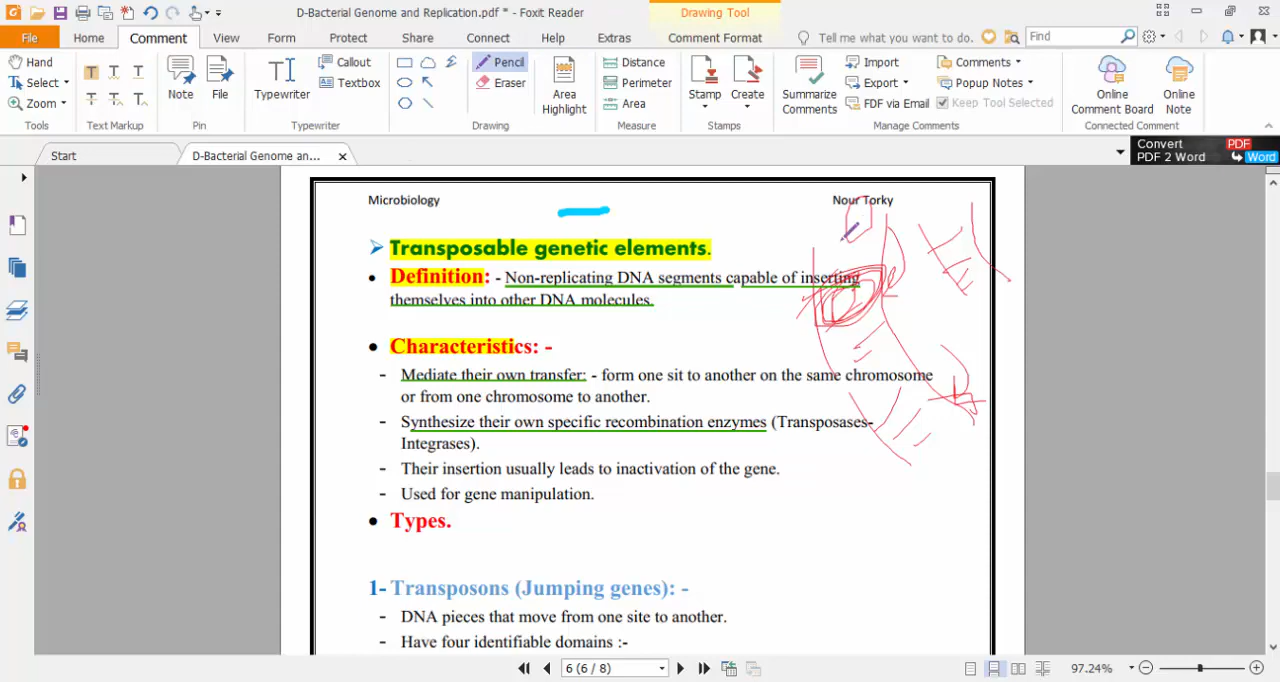 D-Bacterial Genome and Replication.pdf * - Foxit Reader
Drawing Tool
File
Home
Comment
View
Form
Protect
Share
Connect
Help
Extras
Comment Format
Tell me what you want to do.
Find
Hand
Select
Zoom
Tools
Text Markup
Note
File
Pin
Typewriter
Callout
Textbox
Typewriter
Pencil
Eraser
Drawing
Area Highlight
Distance
Perimeter
Area
Measure
Stamp
Create
Stamps
Summarize Comments
Import
Export
FDF via Email
Comments
Popup Notes
Keep Tool Selected
Manage Comments
Online Comment Board
Online Note
Connected Comment
Start
D-Bacterial Genome an...
Convert PDF
PDF 2 Word Word
Microbiology Nour Torky
Transposable genetic elements.
• Definition: - Non-replicating DNA segments capable of inserting
themselves into other DNA molecules.
• Characteristics: -
- Mediate their own transfer: - form one sit to another on the same chromosome
or from one chromosome to another.
- Synthesize their own specific recombination enzymes (Transposases-
Integrases).
- Their insertion usually leads to inactivation of the gene.
- Used for gene manipulation.
• Types.
1- Transposons (Jumping genes): -
- DNA pieces that move from one site to another.
- Have four identifiable domains :-
6 (6 / 8)
97.24%